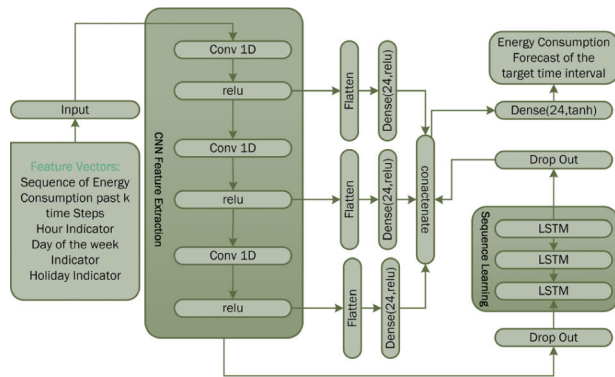 Input
Feature Vectors:
Sequence of Energy
Consumption past k
time Steps
Hour Indicator
Day of the week
Indicator
Holiday Indicator
CNN Feature Extraction
Conv 1D
relu
Conv 1D
relu
Conv 1D
relu
Flatten
Dense(24,relu)
Flatten
Dense(24,relu)
Flatten
Dense(24,relu)
conactenate
Energy Consumption
Forecast of the
target time interval
Dense(24,tanh)
Drop Out
Sequence Learning
LSTM
LSTM
LSTM
Drop Out